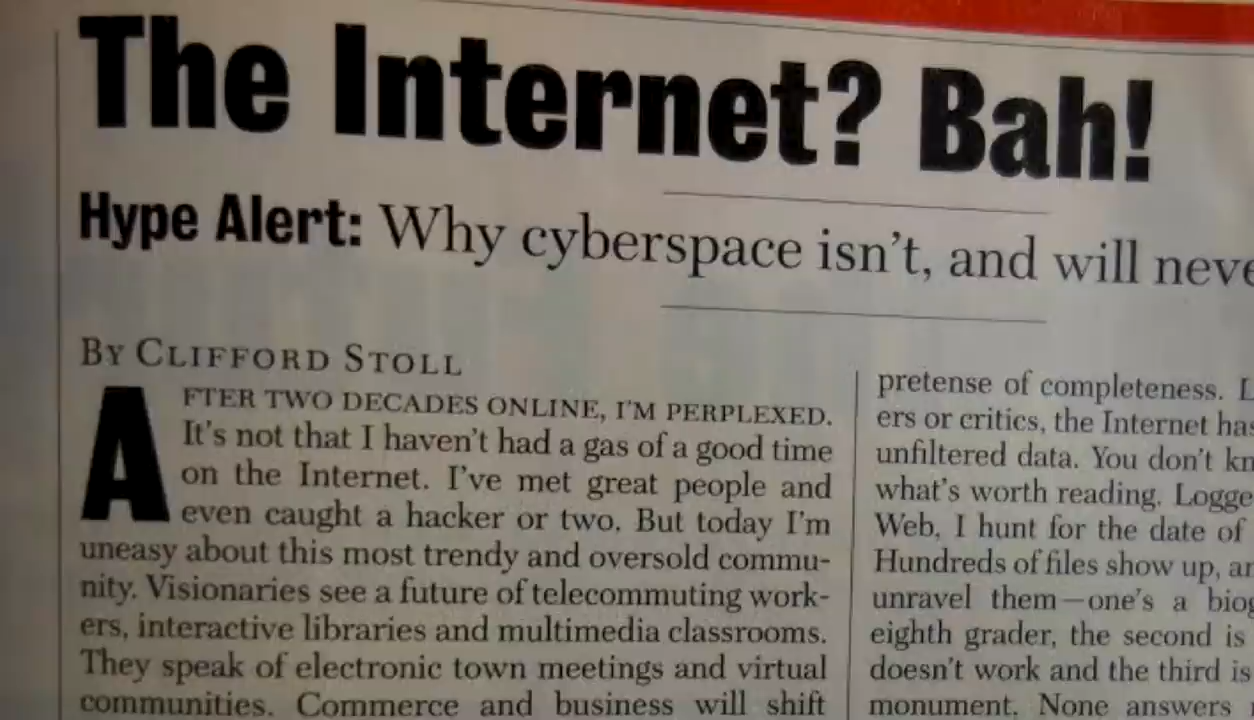 The Internet? Bah!
Hype Alert: Why cyberspace isn't, and will neve
BY CLIFFORD STOLL
AFTER TWO DECADES ONLINE, I'M PERPLEXED.
It's not that I haven't had a gas of a good time
on the Internet. I've met great people and
even caught a hacker or two. But today I'm
uneasy about this most trendy and oversold commu-
nity. Visionaries see a future of telecommuting work-
ers, interactive libraries and multimedia classrooms.
They speak of electronic town meetings and virtual
communities. Commerce and business will shift
pretense of completeness. L
ers or critics, the Internet has
unfiltered data. You don't kn
what's worth reading. Logge
Web, I hunt for the date of
Hundreds of files show up, an
unravel them—one's a biog
eighth grader, the second is
doesn't work and the third is
monument. None answers